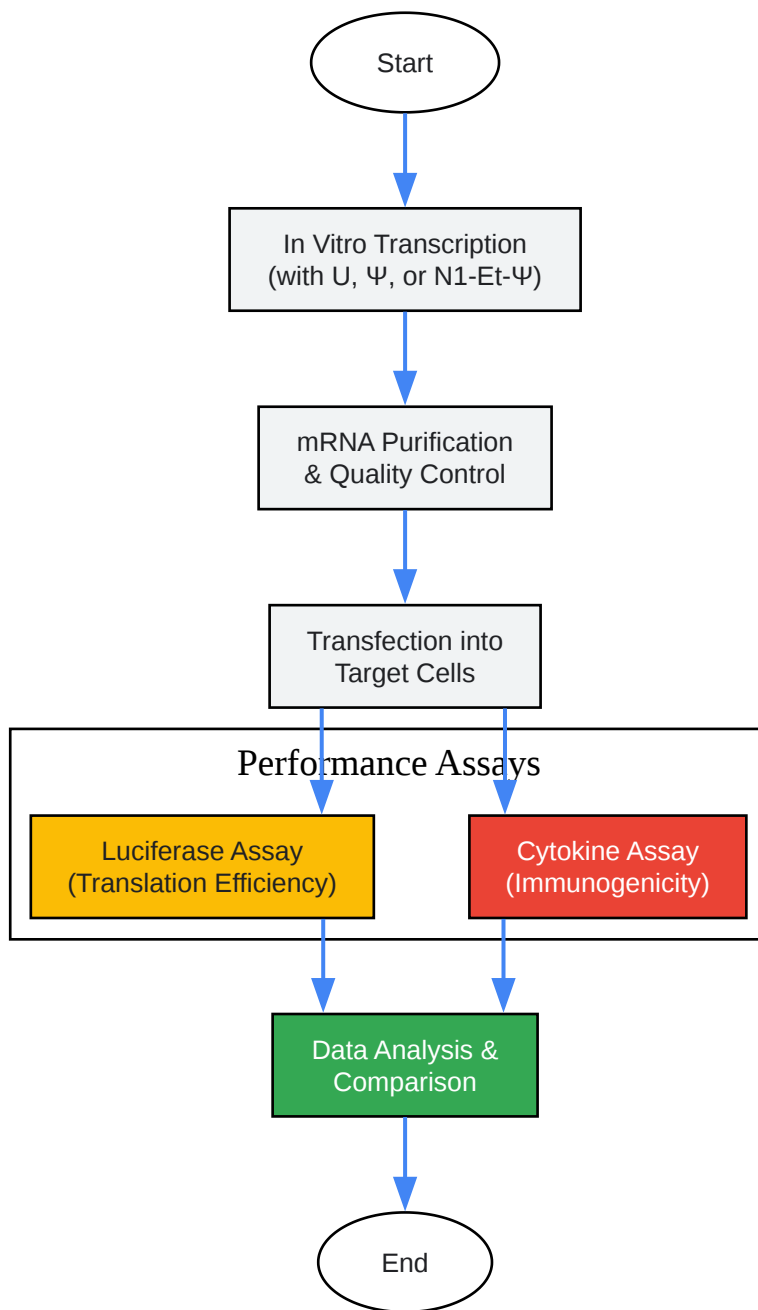 Start
In Vitro Transcription
(with U, Ψ, or N1-Et-Ψ)
mRNA Purification
& Quality Control
Transfection into
Target Cells
Performance Assays
Luciferase Assay
(Translation Efficiency)
Cytokine Assay
(Immunogenicity)
Data Analysis &
Comparison
End